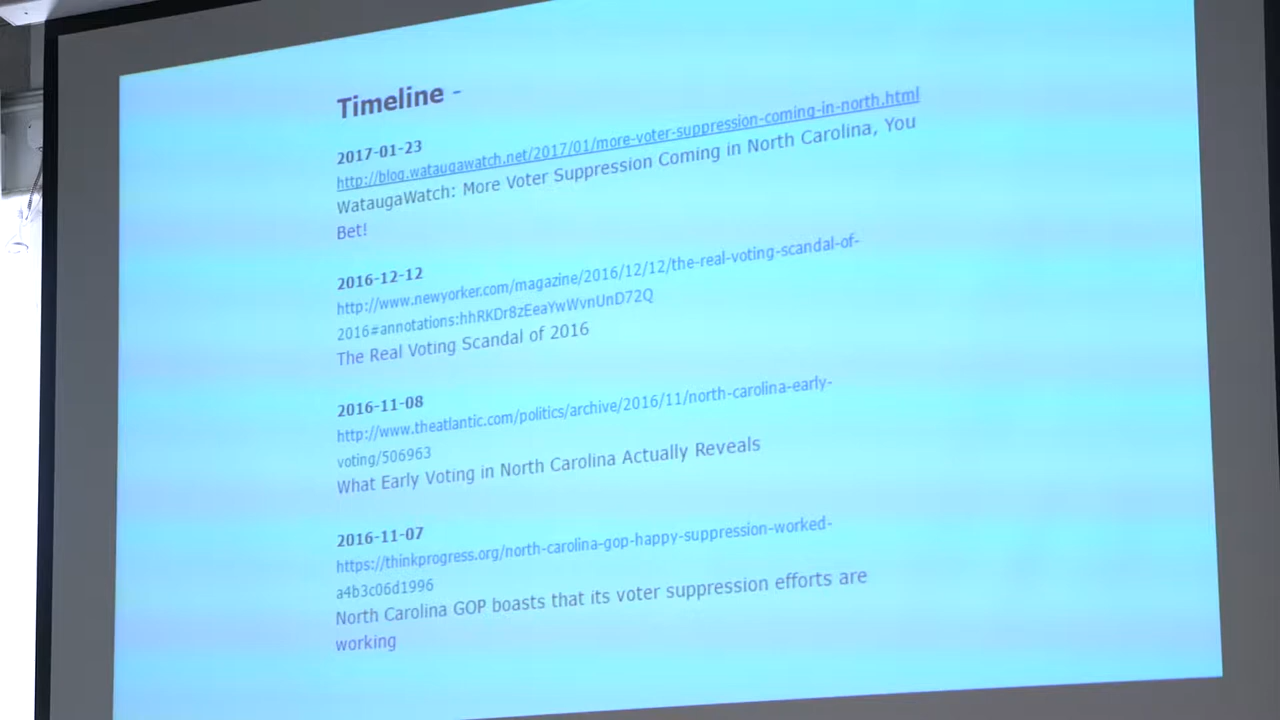 Timeline -
2017-01-23
http://blog.wataugawatch.net/2017/01/more-voter-suppression-coming-in-north.html
WataugaWatch: More Voter Suppression Coming in North Carolina, You
Bet!
2016-12-12
http://www.newyorker.com/magazine/2016/12/12/the-real-voting-scandal-of-
2016#annotations:hhRKDr8zEeaYwWvnUnD72Q
The Real Voting Scandal of 2016
2016-11-08
http://www.theatlantic.com/politics/archive/2016/11/north-carolina-early-
voting/506963
What Early Voting in North Carolina Actually Reveals
2016-11-07
https://thinkprogress.org/north-carolina-gop-happy-suppression-worked-
a4b3c06d1996
North Carolina GOP boasts that its voter suppression efforts are
working